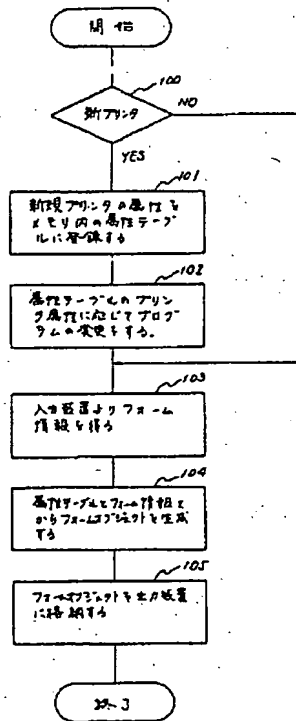 開始
100
新プリンタ
NO
YES
101
新規プリンタの属性を
メモリ内の属性テーブ
ルに登録する
102
属性テーブルのプリン
タ属性に応じてプログ
ラムの変更をする。
103
入力装置よりフォーム
情報を得る
104
属性テーブルとフォーム情報と
からフォームオブジェクトを生成
する
105
フォームオブジェクトを出力装置
に格納する
終了